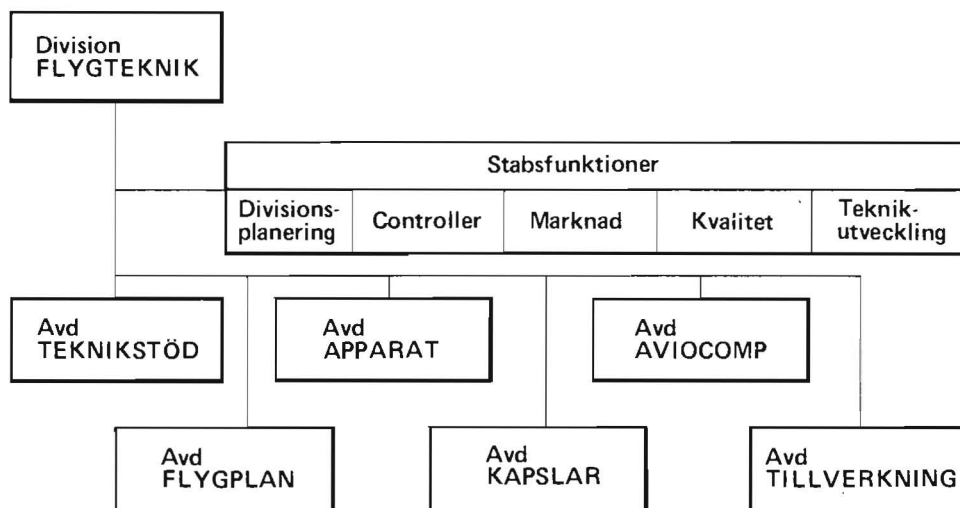 Division
FLYGTEKNIK
Stabsfunktioner
Divisions-
planering
Controller
Marknad
Kvalitet
Teknik-
utveckling
Avd
TEKNIKSTÖD
Avd
APPARAT
Avd
AVIOCOMP
Avd
FLYGPLAN
Avd
KAPSLAR
Avd
TILLVERKNING